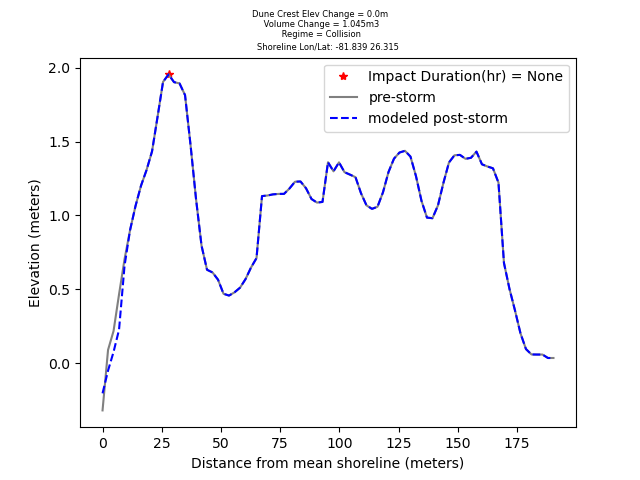 Dune Crest Elev Change = 0.0m
Volume Change = 1.045m3
Regime = Collision
Shoreline Lon/Lat: -81.839 26.315
Impact Duration(hr) = None
pre-storm
modeled post-storm
2.0
1.5
1.0
0.5
0.0
Elevation (meters)
0 25 50 75 100 125 150 175
Distance from mean shoreline (meters)